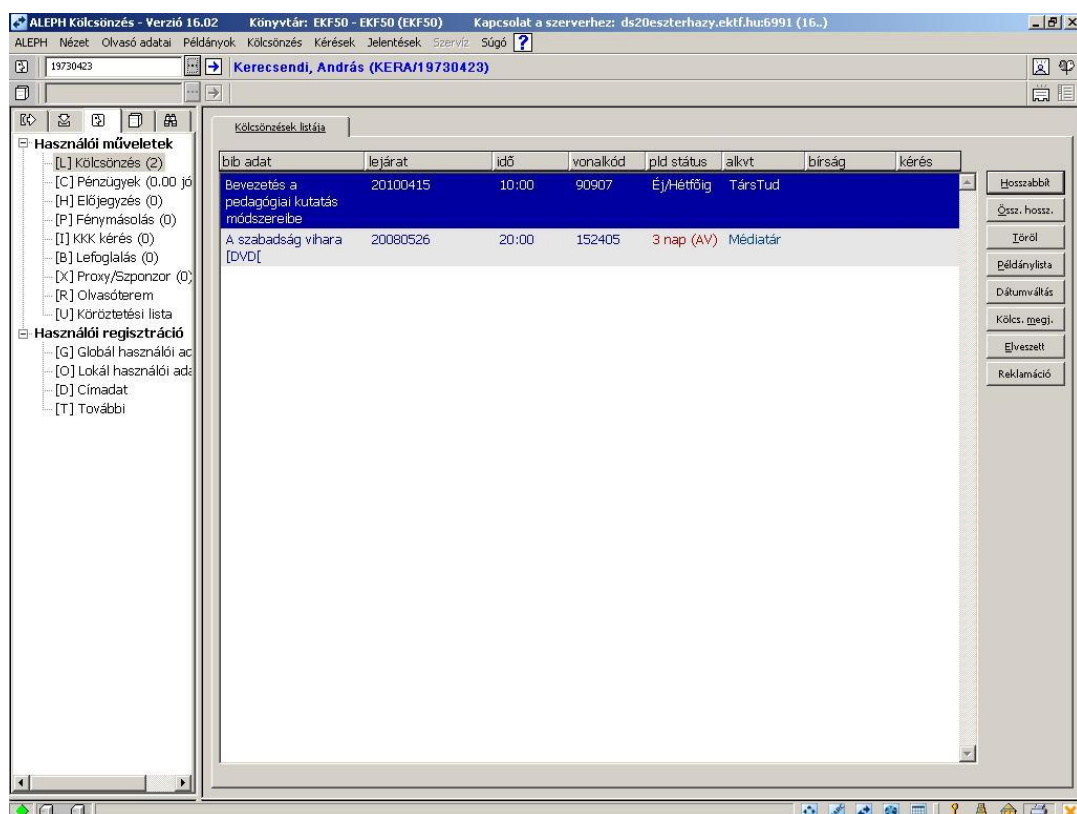 ALEPH Kölcsönzés - Verzió 16.02 Könyvtár: EKF50 - EKF50 (EKF50) Kapcsolat a szerverhez: ds20eszterhazy.ektf.hu:6991 (16..)
ALEPH Nézet Olvasó adatai Példányok Kölcsönzés Kérések Jelentések Szervíz Súgó ?
19730423 Kerecsendi, András (KERA/19730423)
Kölcsönzések listája
Használói műveletek
[L] Kölcsönzés (2)
[C] Pénzügyek (0.00 jó
[H] Előjegyzés (0)
[P] Fénymásolás (0)
[I] KKK kérés (0)
[B] Lefoglalás (0)
[X] Proxy/Szponzor (0)
[R] Olvasóterem
[U] Köröztetési lista
Használói regisztráció
[G] Globál használói ad
[O] Lokál használói ada
[D] Címadat
[T] További
bib adat lejárat idő vonalkód pld státus alkvt bírság kérés
Bevezetés a 20100415 10:00 90907 Éj/Hétfőig TársTud
pedagógiai kutatás
módszereibe
A szabadság vihara 20080526 20:00 152405 3 nap (AV) Médiatár
[DVD[
Hosszabbít
Össz. hossz.
Töröl
Példánylista
Dátumváltás
Kölcs. megj.
Elveszett
Reklamáció